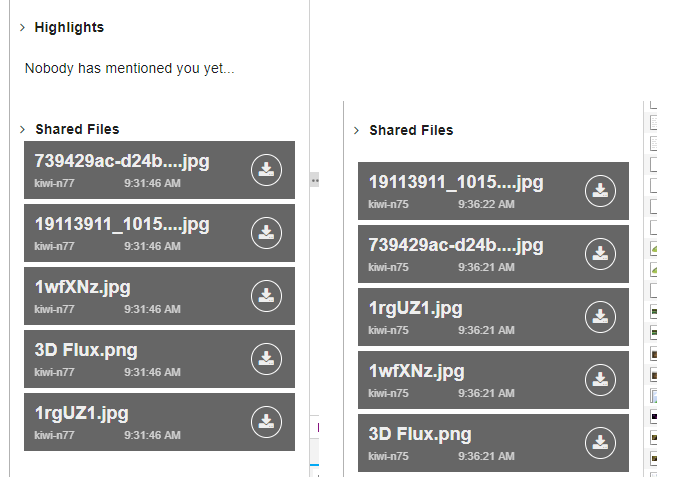 Highlights
Nobody has mentioned you yet...
Shared Files
739429ac-d24b....jpg
kiwi-n77 9:31:46 AM
19113911_1015....jpg
kiwi-n77 9:31:46 AM
1wfXNz.jpg
kiwi-n77 9:31:46 AM
3D Flux.png
kiwi-n77 9:31:46 AM
1rgUZ1.jpg
kiwi-n77 9:31:46 AM
Shared Files
19113911_1015....jpg
kiwi-n75 9:36:22 AM
739429ac-d24b....jpg
kiwi-n75 9:36:21 AM
1rgUZ1.jpg
kiwi-n75 9:36:21 AM
1wfXNz.jpg
kiwi-n75 9:36:21 AM
3D Flux.png
kiwi-n75 9:36:21 AM